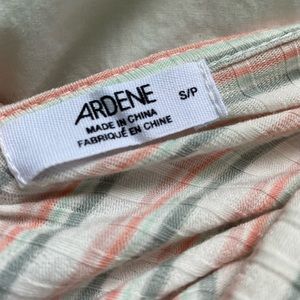 ARDENE
S/P
MADE IN CHINA
FABRIQUÉ EN CHINE